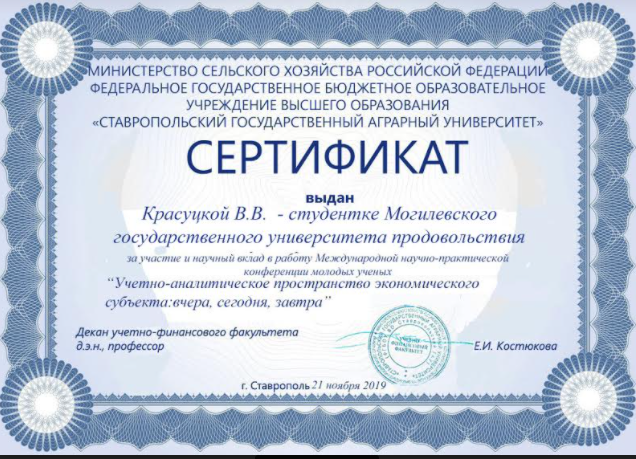 МИНИСТЕРСТВО СЕЛЬСКОГО ХОЗЯЙСТВА РОССИЙСКОЙ ФЕДЕРАЦИИ
ФЕДЕРАЛЬНОЕ ГОСУДАРСТВЕННОЕ БЮДЖЕТНОЕ ОБРАЗОВАТЕЛЬНОЕ
УЧРЕЖДЕНИЕ ВЫСШЕГО ОБРАЗОВАНИЯ
«СТАВРОПОЛЬСКИЙ ГОСУДАРСТВЕННЫЙ АГРАРНЫЙ УНИВЕРСИТЕТ»
СЕРТИФИКАТ
выдан
Красуцкой В.В. - студентке Могилевского
государственного университета продовольствия
за участие и научный вклад в работу Международной научно-практической
конференции молодых ученых
“Учетно-аналитическое пространство экономического
субъекта:вчера, сегодня, завтра”
Декан учетно-финансового факультета
д.э.н., профессор
Е.И. Костюкова
г. Ставрополь 21 ноября 2019